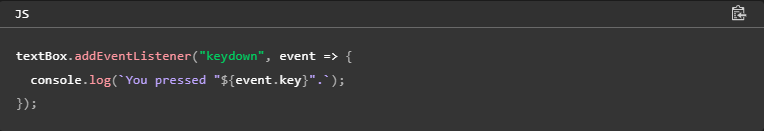 JS
textBox.addEventListener("keydown", event => {
  console.log(`You pressed "${event.key}".`);
});